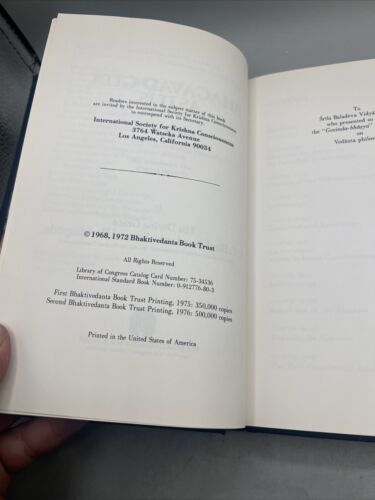 Readers interested in the subject matter of this book
are invited by the International Society for Krishna Consciousness
to correspond with its Secretary.
International Society for Krishna Consciousness
3764 Watseka Avenue
Los Angeles, California 90034
© 1968, 1972 Bhaktivedanta Book Trust
All Rights Reserved
Library of Congress Catalog Card Number: 75-34536
International Standard Book Number: 0-912776-80-3
First Bhaktivedanta Book Trust Printing, 1975: 350,000 copies
Second Bhaktivedanta Book Trust Printing, 1976: 500,000 copies
Printed in the United States of America
To
Śrīla Baladeva Vidyā
who presented so
the "Govinda-bhāṣya"
on
Vedānta philos